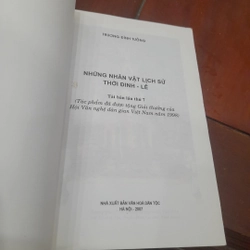 TRƯƠNG ĐÌNH TƯỞNG
NHỮNG NHÂN VẬT LỊCH SỬ
THỜI ĐINH - LÊ
Tái bản lần thứ
(Tác phẩm đã được tặng Giải thưởng của
Hội Văn nghệ dân gian Việt Nam năm
NHÀ XUẤT BẢN VĂN HÓA DÂN TỘC
HÀ NỘI - 2007